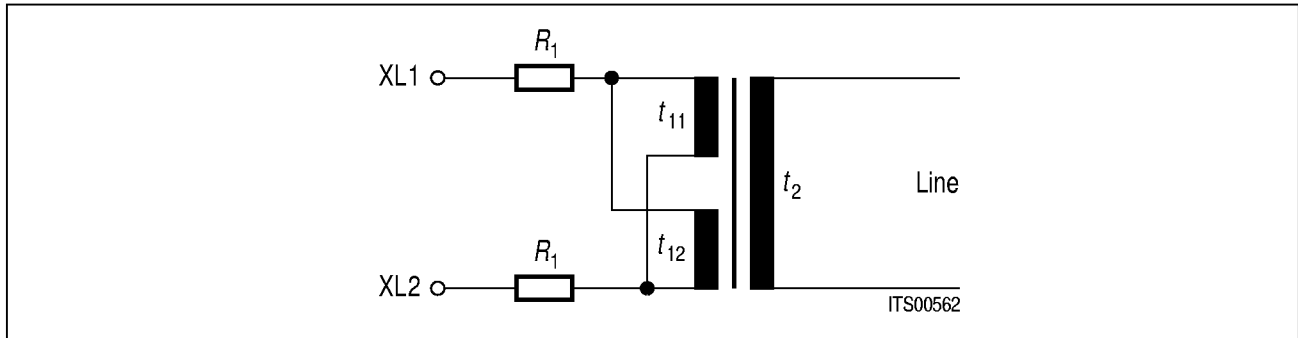 R1
XL1
t11
t2
Line
t12
R1
XL2
ITS00562